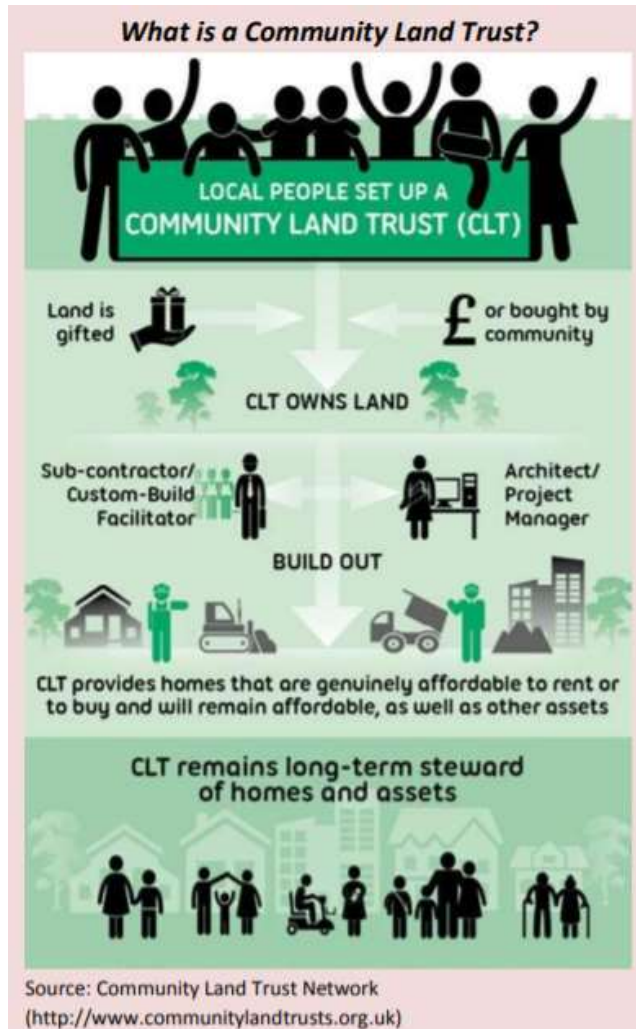 What is a Community Land Trust?
LOCAL PEOPLE SET UP A
COMMUNITY LAND TRUST (CLT)
Land is
gifted
£
or bought by
community
CLT OWNS LAND
Sub-contractor/
Custom-Build
Facilitator
Architect/
Project
Manager
BUILD OUT
CLT provides homes that are genuinely affordable to rent or
to buy and will remain affordable, as well as other assets
CLT remains long-term steward
of homes and assets
Source: Community Land Trust Network
(http://www.communitylandtrusts.org.uk)